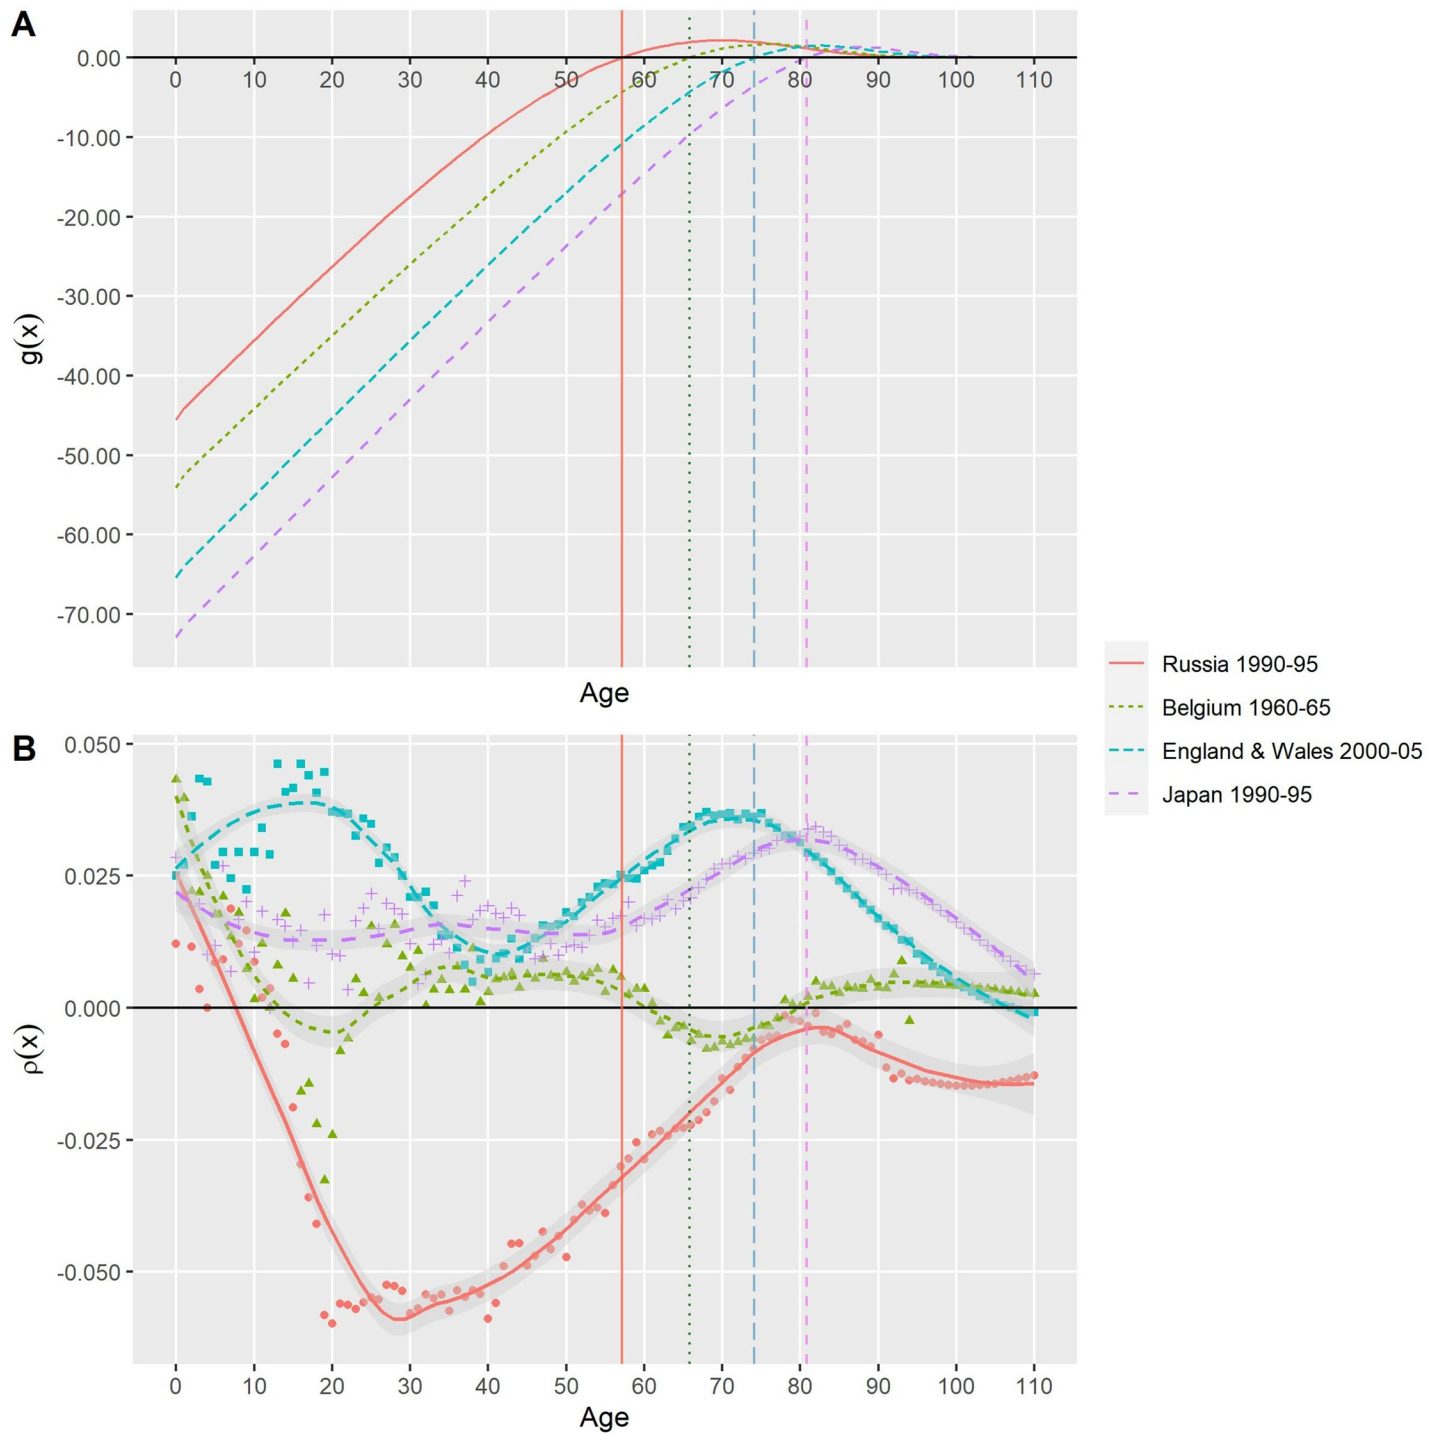 A
0.00
0 10 20 30 40 50 60 70 80 90 100 110
-10.00
-20.00
-30.00
-40.00
-50.00
-60.00
-70.00
g(x)
Age
Russia 1990-95
Belgium 1960-65
England & Wales 2000-05
Japan 1990-95
B
0.050
0.025
0.000
-0.025
-0.050
ρ(x)
0 10 20 30 40 50 60 70 80 90 100 110
Age